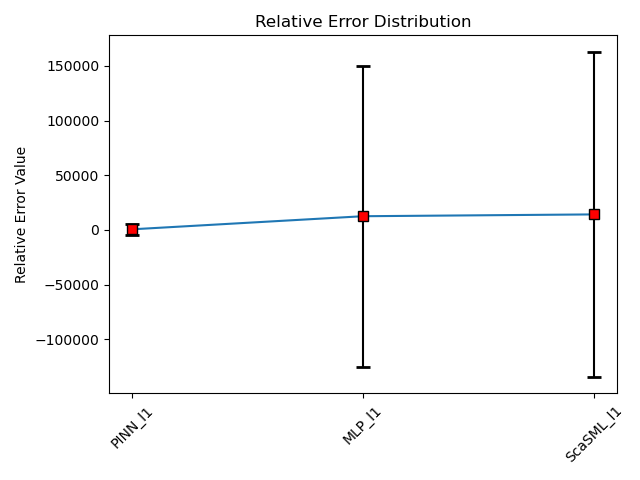 Relative Error Distribution
Relative Error Value
150000
100000
50000
0
−50000
−100000
PINN_l1
MLP_l1
ScaSML_l1